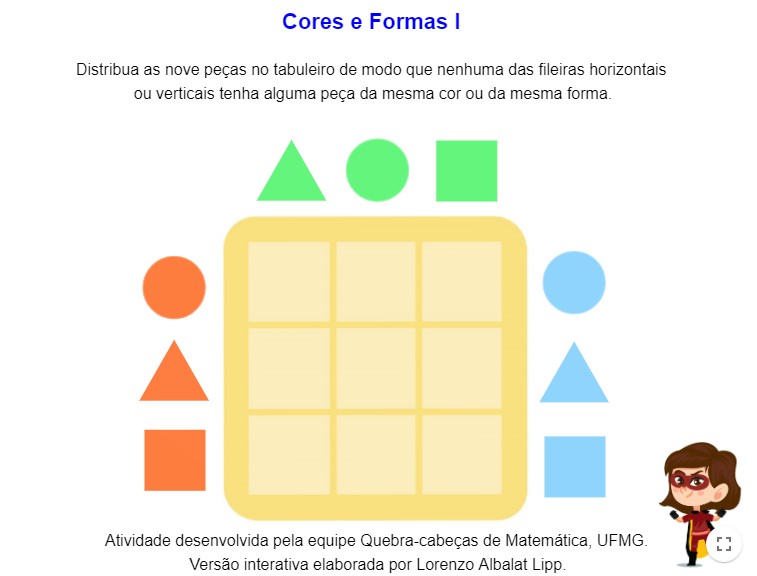 Cores e Formas I
Distribua as nove peças no tabuleiro de modo que nenhuma das fileiras horizontais
ou verticais tenha alguma peça da mesma cor ou da mesma forma.
Atividade desenvolvida pela equipe Quebra-cabeças de Matemática, UFMG.
Versão interativa elaborada por Lorenzo Albalat Lipp.